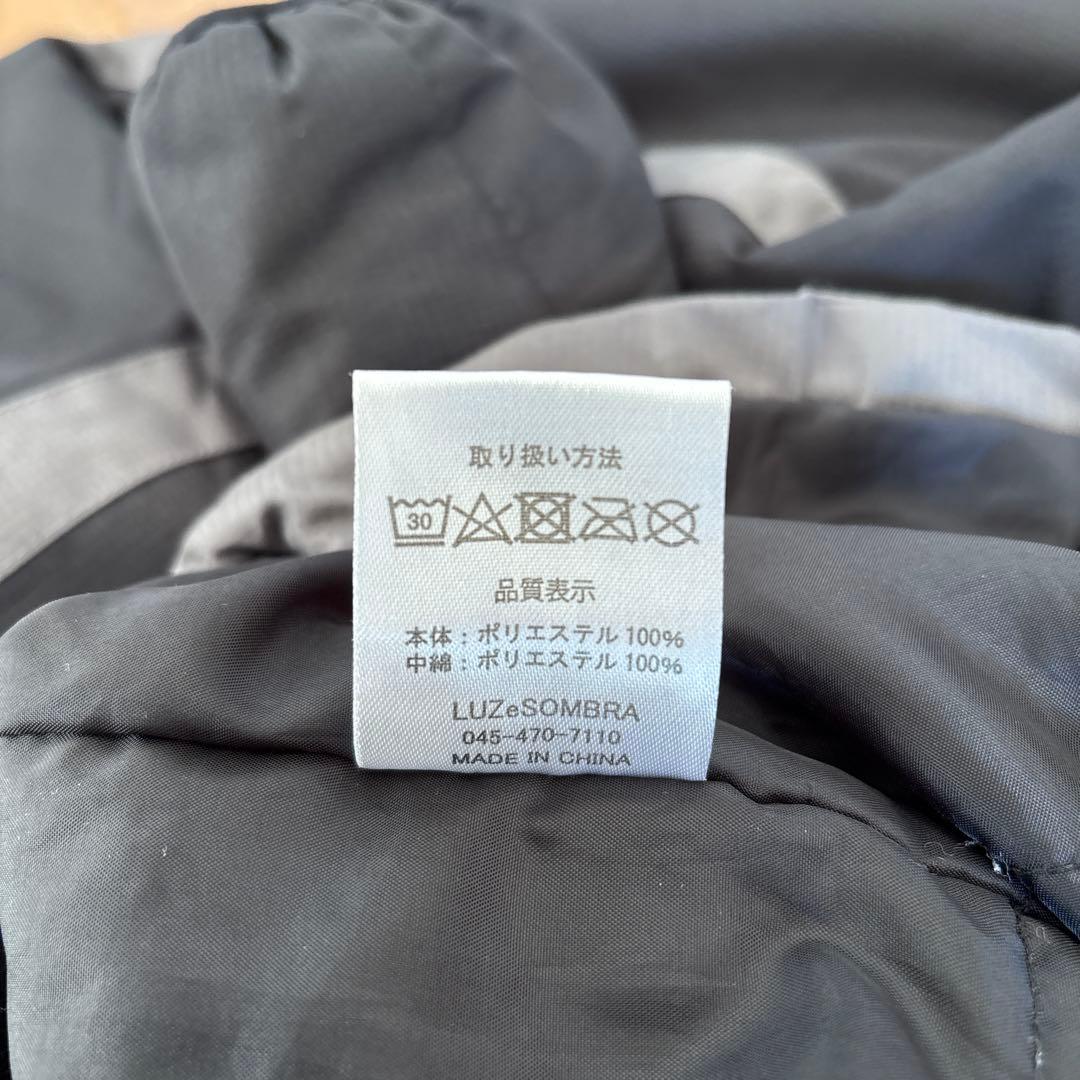 取り扱い方法
30
品質表示
本体：ポリエステル 100%
中綿：ポリエステル 100%
LUZeSOMBRA
045-470-7110
MADE IN CHINA